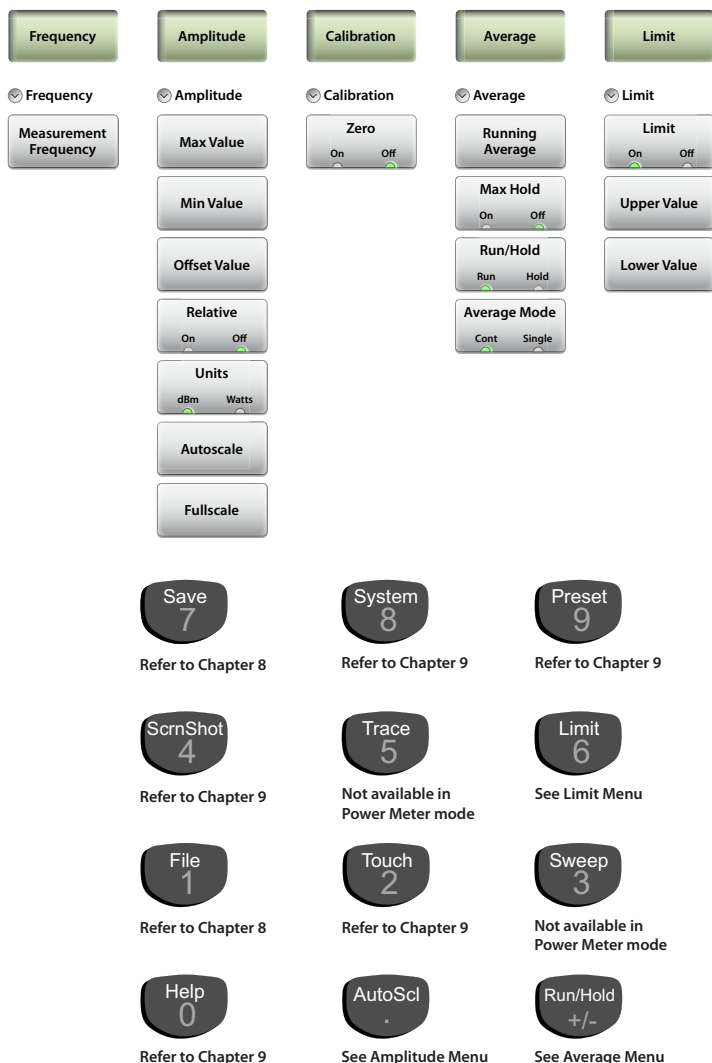 Frequency
Amplitude
Calibration
Average
Limit
Frequency
Measurement
Frequency
Amplitude
Max Value
Min Value
Offset Value
Relative
On Off
Units
dBm Watts
Autoscale
Fullscale
Calibration
Zero
On Off
Average
Running
Average
Max Hold
On Off
Run/Hold
Run Hold
Average Mode
Cont Single
Limit
Limit
On Off
Upper Value
Lower Value
Save
7
Refer to Chapter 8
System
8
Refer to Chapter 9
Preset
9
Refer to Chapter 9
ScrnShot
4
Refer to Chapter 9
Trace
5
Not available in
Power Meter mode
Limit
6
See Limit Menu
File
1
Refer to Chapter 8
Touch
2
Refer to Chapter 9
Sweep
3
Not available in
Power Meter mode
Help
0
Refer to Chapter 9
AutoScl
.
See Amplitude Menu
Run/Hold
+/-
See Average Menu